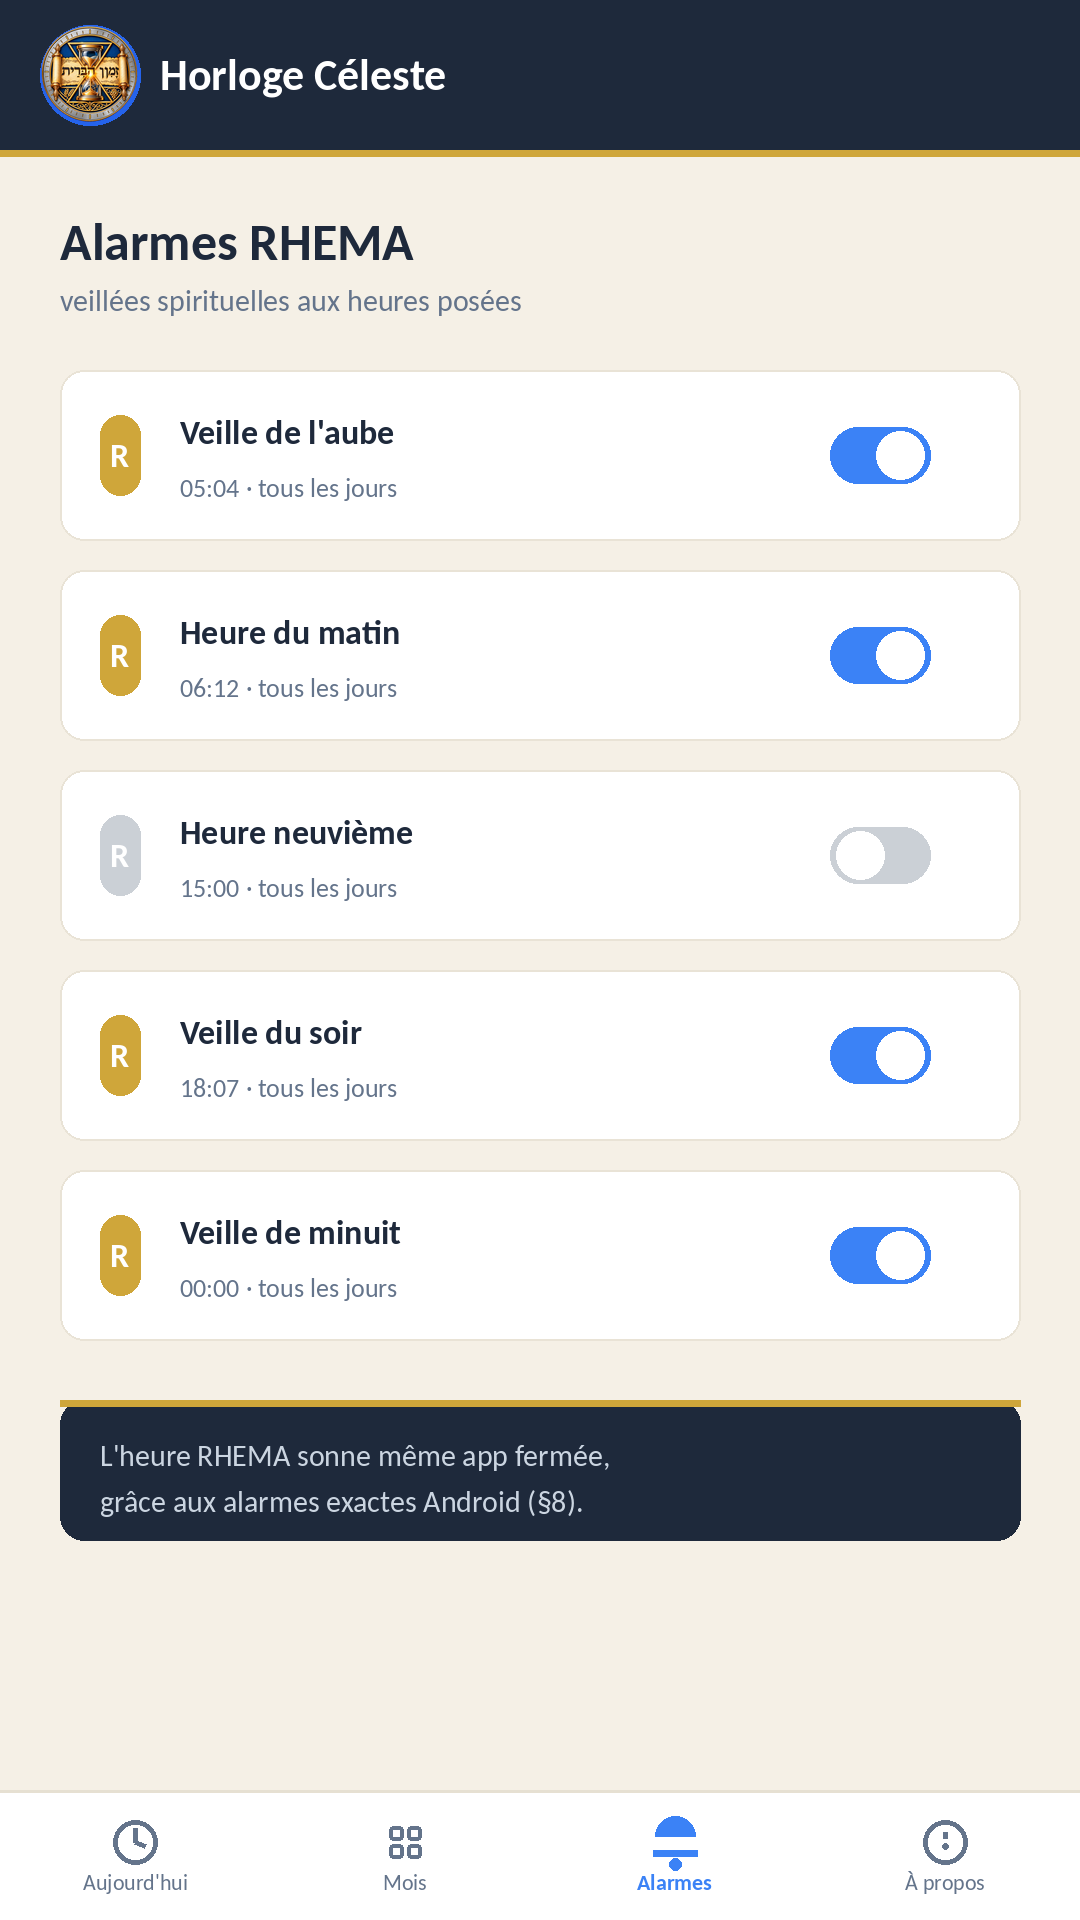 זמן הברית
Horloge Céleste
Alarmes RHEMA
veillées spirituelles aux heures posées
R
Veille de l'aube
05:04 · tous les jours
R
Heure du matin
06:12 · tous les jours
R
Heure neuvième
15:00 · tous les jours
R
Veille du soir
18:07 · tous les jours
R
Veille de minuit
00:00 · tous les jours
L'heure RHEMA sonne même app fermée,
grâce aux alarmes exactes Android (§8).
Aujourd'hui
Mois
Alarmes
À propos